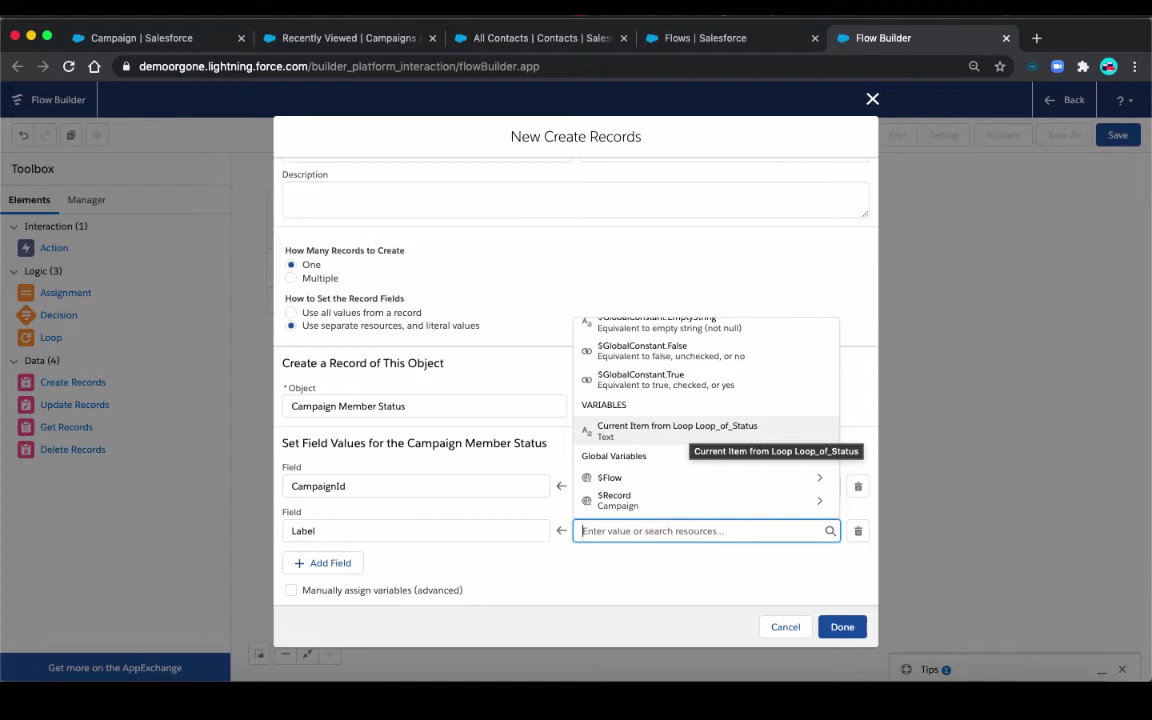 Campaign | Salesforce
Recently Viewed | Campaigns |
All Contacts | Contacts | Sales
Flows | Salesforce
Flow Builder
demoorgone.lightning.force.com/builder_platform_interaction/flowBuilder.app
Flow Builder
Back
?
Run
Debug
Activate
Save As
Save
New Create Records
Toolbox
Elements
Manager
Interaction (1)
Action
Logic (3)
Assignment
Decision
Loop
Data (4)
Create Records
Update Records
Get Records
Delete Records
Get more on the AppExchange
Description
How Many Records to Create
One
Multiple
How to Set the Record Fields
Use all values from a record
Use separate resources, and literal values
Create a Record of This Object
* Object
Campaign Member Status
Set Field Values for the Campaign Member Status
Field
CampaignId
Field
Label
$GlobalConstant.EmptyString
Equivalent to empty string (not null)
$GlobalConstant.False
Equivalent to false, unchecked, or no
$GlobalConstant.True
Equivalent to true, checked, or yes
VARIABLES
Current Item from Loop Loop_of_Status
Text
Current Item from Loop Loop_of_Status
Global Variables
$Flow
$Record
Campaign
Enter value or search resources...
+ Add Field
Manually assign variables (advanced)
Cancel
Done
Tips 1